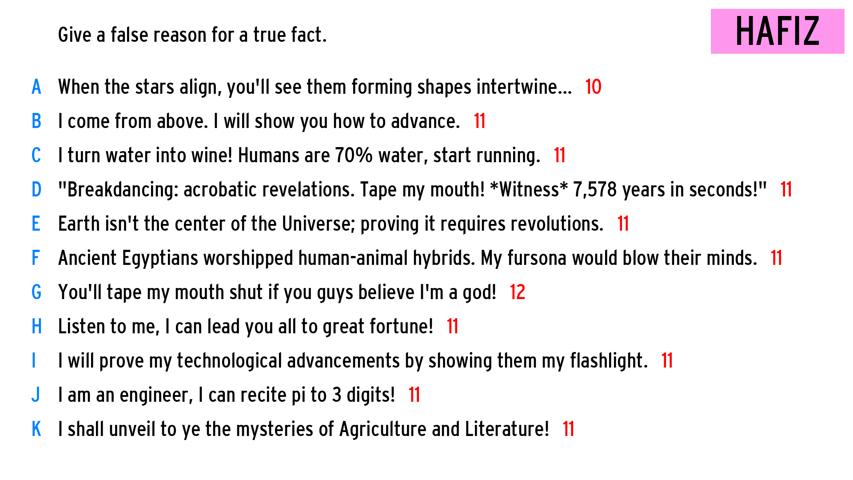 Give a false reason for a true fact.
HAFIZ
A When the stars align, you'll see them forming shapes intertwine... 10
B I come from above. I will show you how to advance. 11
C I turn water into wine! Humans are 70% water, start running. 11
D "Breakdancing: acrobatic revelations. Tape my mouth! *Witness* 7,578 years in seconds!" 11
E Earth isn't the center of the Universe; proving it requires revolutions. 11
F Ancient Egyptians worshipped human-animal hybrids. My fursona would blow their minds. 11
G You'll tape my mouth shut if you guys believe I'm a god! 12
H Listen to me, I can lead you all to great fortune! 11
I I will prove my technological advancements by showing them my flashlight. 11
J I am an engineer, I can recite pi to 3 digits! 11
K I shall unveil to ye the mysteries of Agriculture and Literature! 11